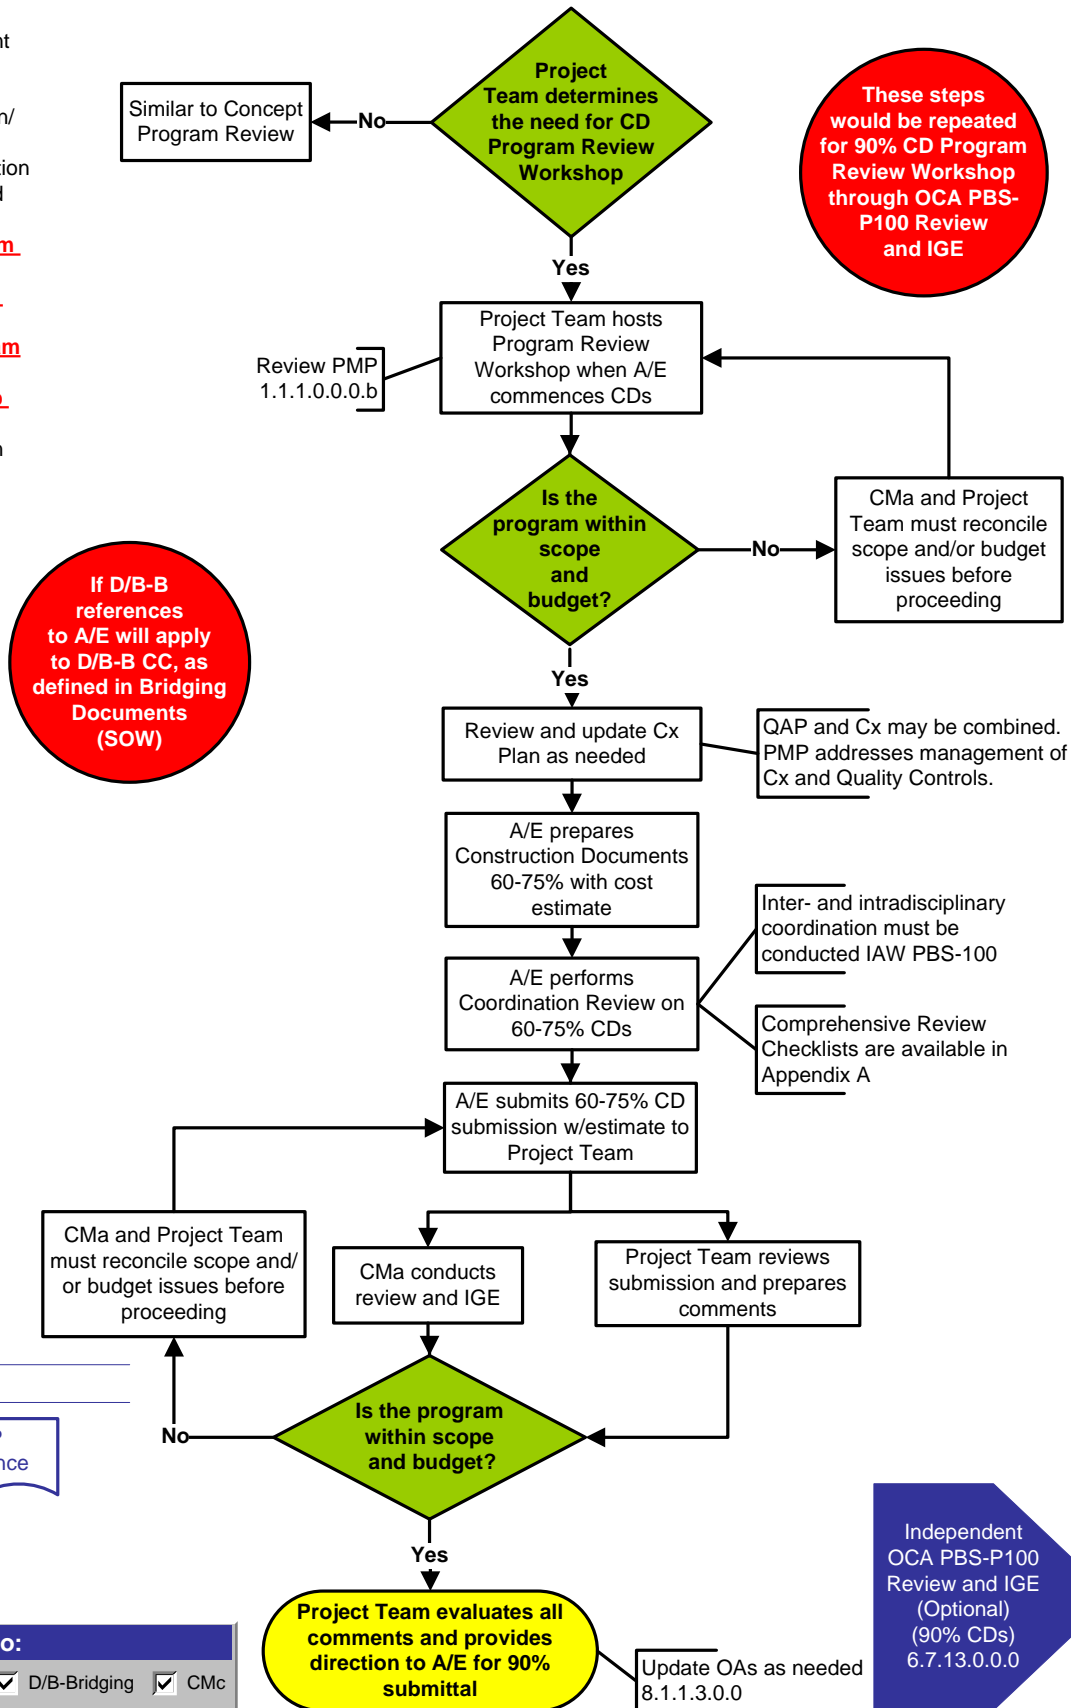 Project
Team determines
the need for CD
Program Review
Workshop
No
Similar to Concept
Program Review
These steps
would be repeated
for 90% CD Program
Review Workshop
through OCA PBS-
P100 Review
and IGE
Yes
Project Team hosts
Program Review
Workshop when A/E
commences CDs
Review PMP
1.1.1.0.0.0.b
Is the
program within
scope
and
budget?
No
CMa and Project
Team must reconcile
scope and/or budget
issues before
proceeding
If D/B-B
references
to A/E will apply
to D/B-B CC, as
defined in Bridging
Documents
(SOW)
Yes
Review and update Cx
Plan as needed
QAP and Cx may be combined.
PMP addresses management of
Cx and Quality Controls.
A/E prepares
Construction Documents
60-75% with cost
estimate
Inter- and intradisciplinary
coordination must be
conducted IAW PBS-100
A/E performs
Coordination Review on
60-75% CDs
Comprehensive Review
Checklists are available in
Appendix A
A/E submits 60-75% CD
submission w/estimate to
Project Team
CMa and Project Team
must reconcile scope and/
or budget issues before
proceeding
CMa conducts
review and IGE
Project Team reviews
submission and prepares
comments
Is the program
within scope
and budget?
No
Yes
Project Team evaluates all
comments and provides
direction to A/E for 90%
submittal
Update OAs as needed
8.1.1.3.0.0
Independent
OCA PBS-P100
Review and IGE
(Optional)
(90% CDs)
6.7.13.0.0.0
D/B-Bridging CMc